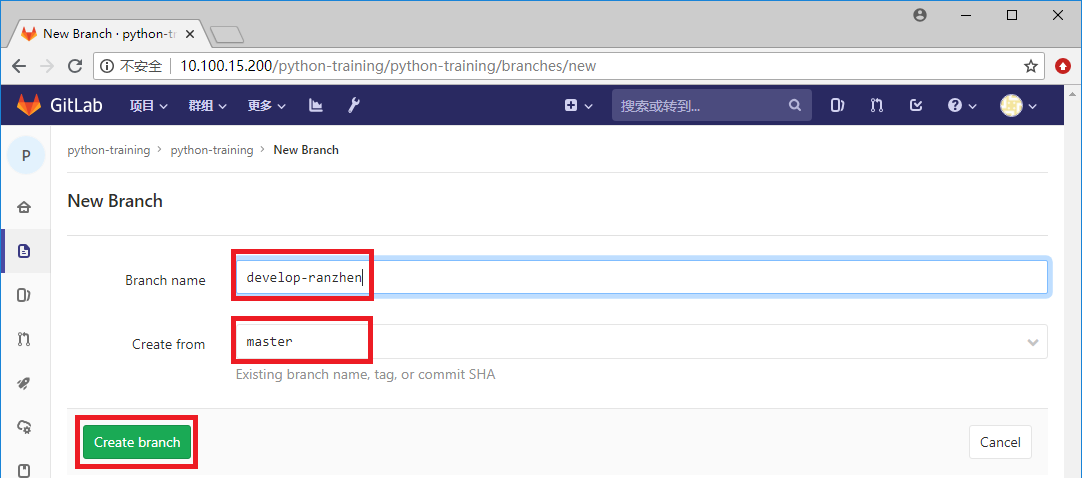 New Branch · python-tr
不安全 10.100.15.200/python-training/python-training/branches/new
GitLab 项目 群组 更多 搜索或转到...
P
python-training › python-training › New Branch
New Branch
Branch name develop-ranzhen
Create from master
Existing branch name, tag, or commit SHA
Create branch Cancel